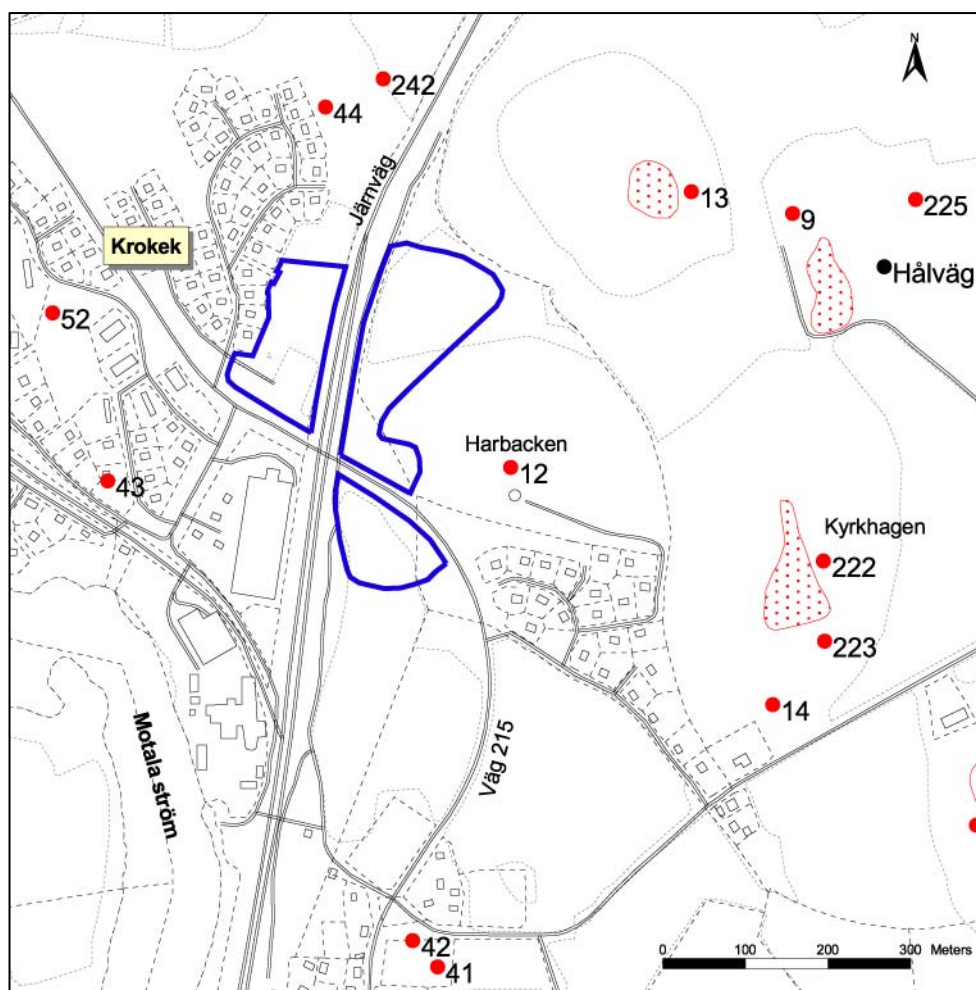 N
242
44
Järnväg
13
9
225
Krokek
Hålväg
52
Harbacken
12
43
Kyrkhagen
222
223
14
Motala ström
Väg 215
42
41
0 100 200 300 Meters